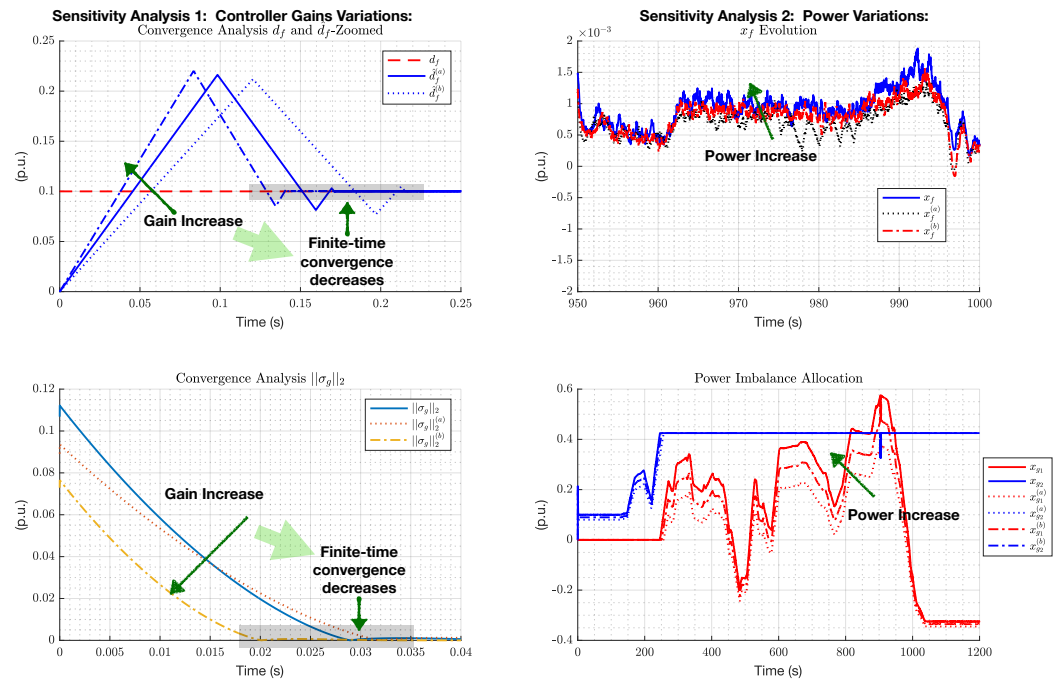 Sensitivity Analysis 1: Controller Gains Variations:
Convergence Analysis d_f and d_f-Zoomed
0.25
0.2
0.15
0.1
0.05
0
(p.u.)
d_f
d̃_f^(a)
d̃_f^(b)
Gain Increase
Finite-time
convergence
decreases
0 0.05 0.1 0.15 0.2 0.25
Time (s)
Sensitivity Analysis 2: Power Variations:
×10⁻³
x_f Evolution
2
1.5
1
0.5
0
-0.5
-1
-1.5
-2
(p.u.)
Power Increase
x_f
x_f^(a)
x_f^(b)
950 960 970 980 990 1000
Time (s)
Convergence Analysis ||σ_g||₂
0.12
0.1
0.08
0.06
0.04
0.02
0
(p.u.)
||σ_g||₂
||σ_g||₂^(a)
||σ_g||₂^(b)
Gain Increase
Finite-time
convergence
decreases
0 0.005 0.01 0.015 0.02 0.025 0.03 0.035 0.04
Time (s)
Power Imbalance Allocation
0.6
0.4
0.2
0
-0.2
-0.4
(p.u.)
Power Increase
x_g1
x_g2
x_g1^(a)
x_g2^(a)
x_g1^(b)
x_g2^(b)
0 200 400 600 800 1000 1200
Time (s)